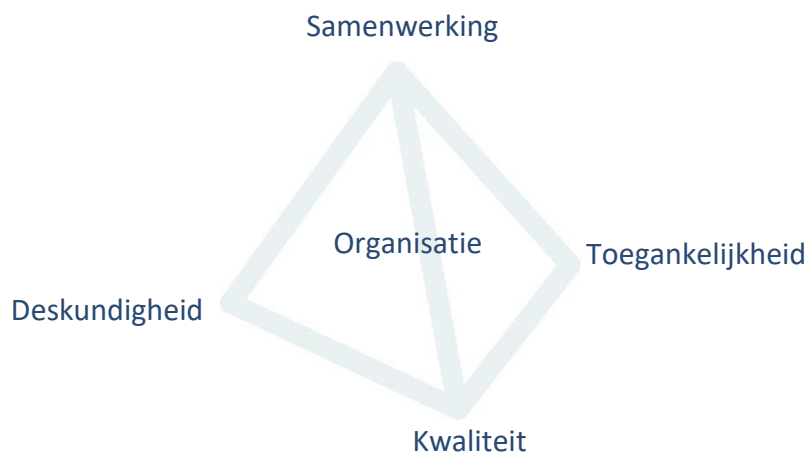 Samenwerking
Organisatie
Toegankelijkheid
Deskundigheid
Kwaliteit